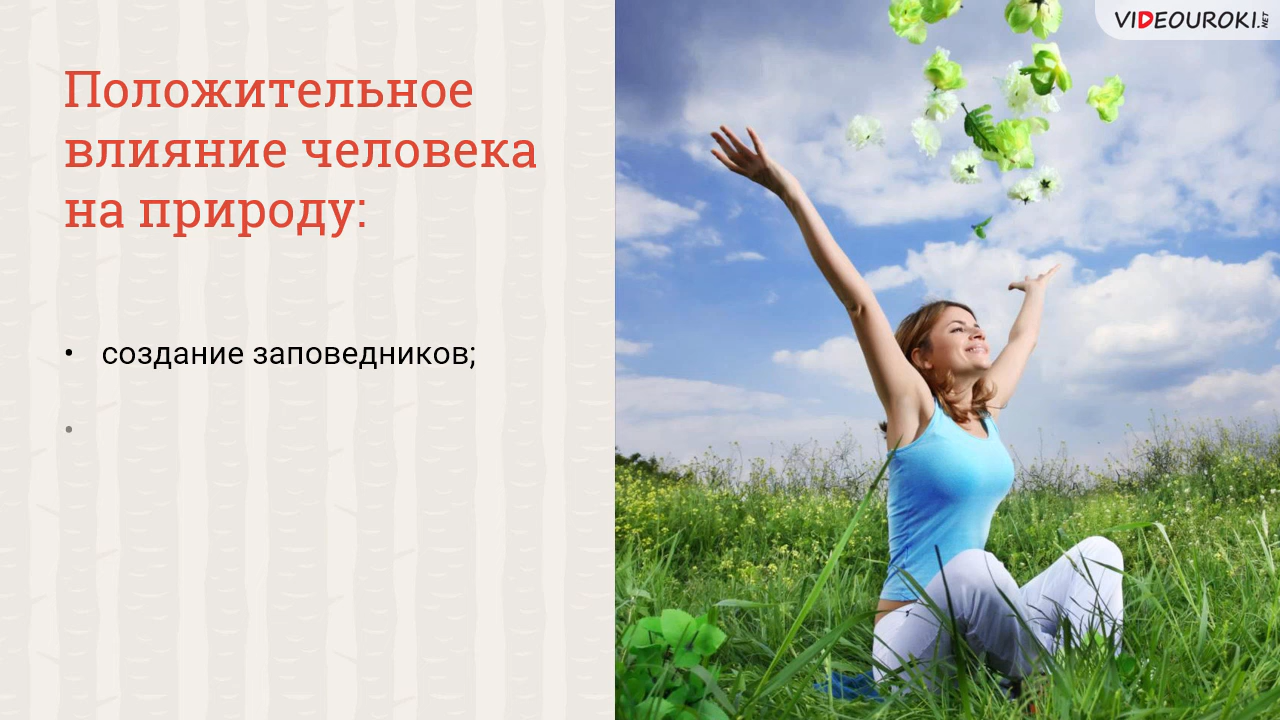 VIDEOUROKI.NET
Положительное
влияние человека
на природу:
• создание заповедников;
•